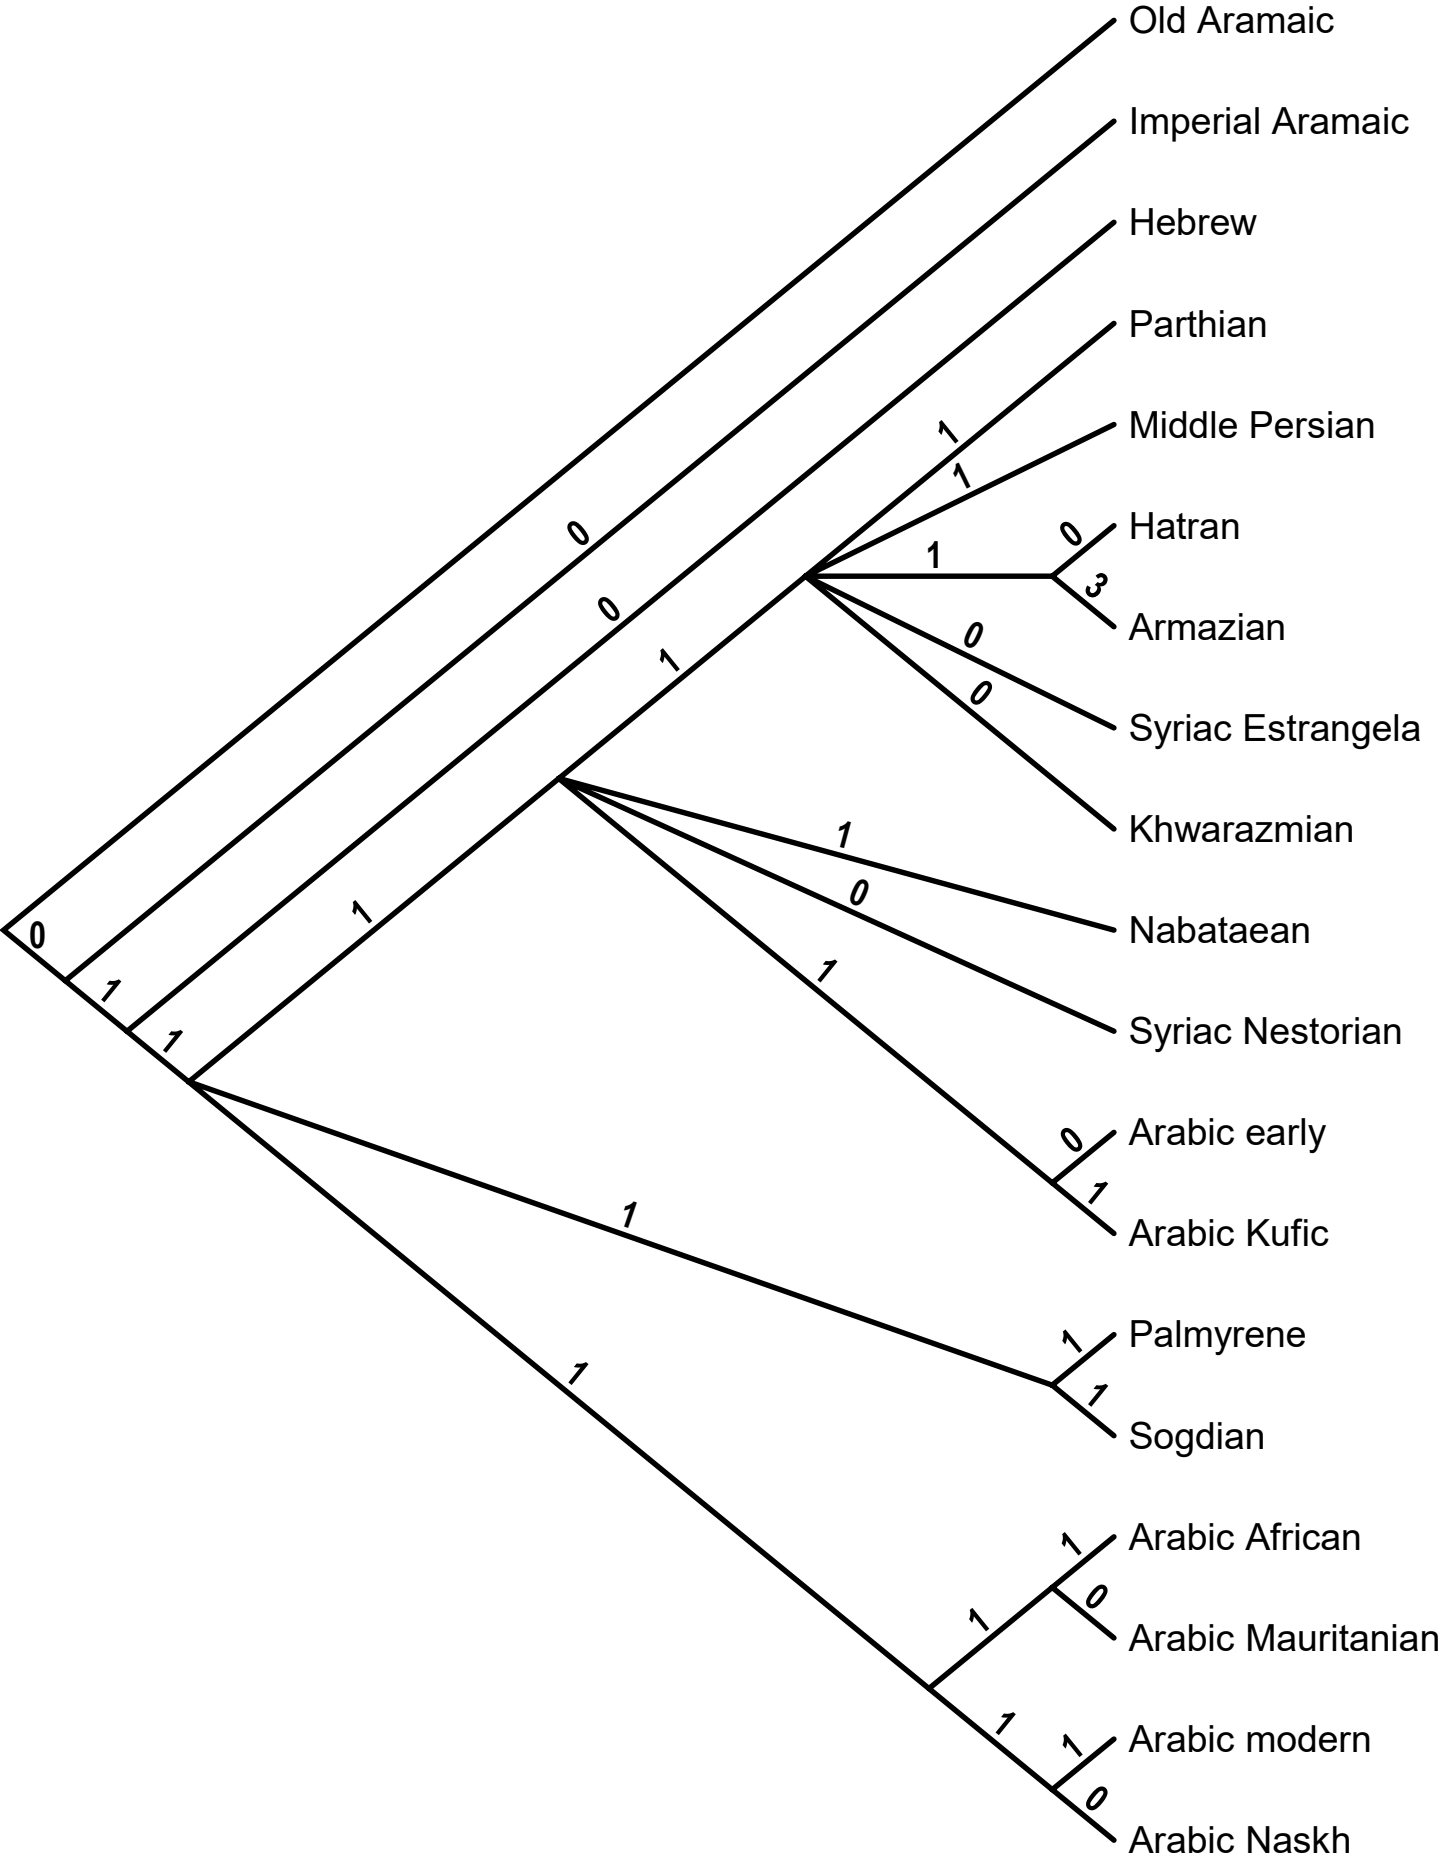 Old Aramaic
Imperial Aramaic
Hebrew
Parthian
1
Middle Persian
1
Hatran
0
0
1
3
Armazian
0
0
1
0
Syriac Estrangela
Khwarazmian
1
0
1
Nabataean
0
1
1
Syriac Nestorian
1
0
Arabic early
1
Arabic Kufic
1
1
Palmyrene
1
1
Sogdian
1
Arabic African
0
1
Arabic Mauritanian
1
1
Arabic modern
0
Arabic Naskh